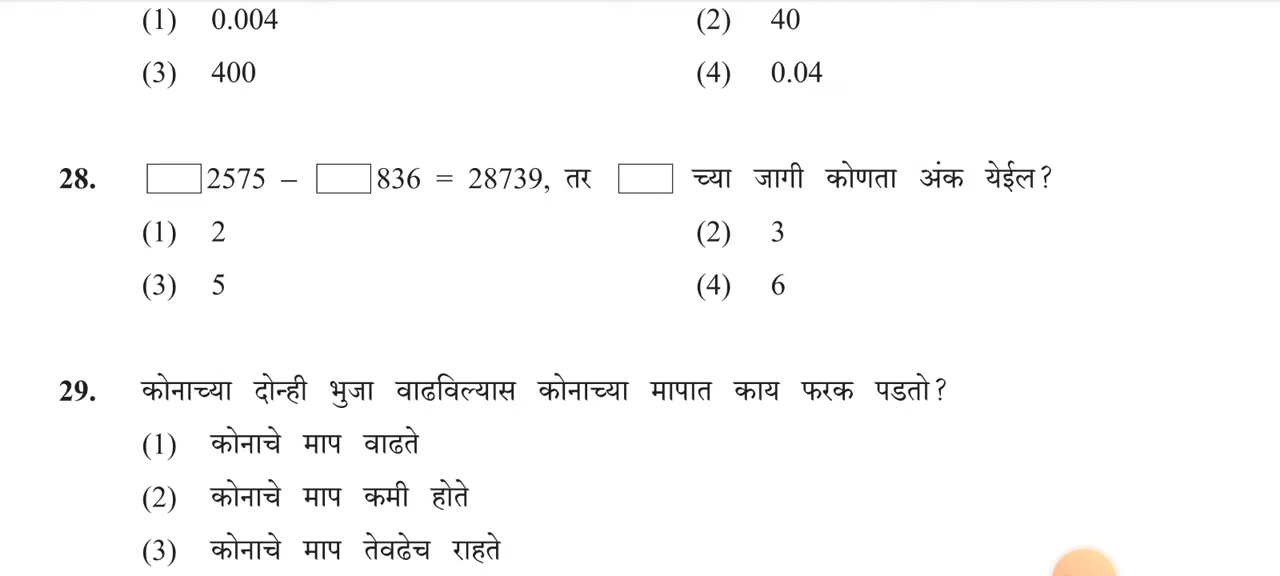 (1) 0.004 (2) 40
(3) 400 (4) 0.04
28. 2575 – 836 = 28739, तर च्या जागी कोणता अंक येईल?
(1) 2 (2) 3
(3) 5 (4) 6
29. कोनाच्या दोन्ही भुजा वाढविल्यास कोनाच्या मापात काय फरक पडतो?
(1) कोनाचे माप वाढते
(2) कोनाचे माप कमी होते
(3) कोनाचे माप तेवढेच राहते